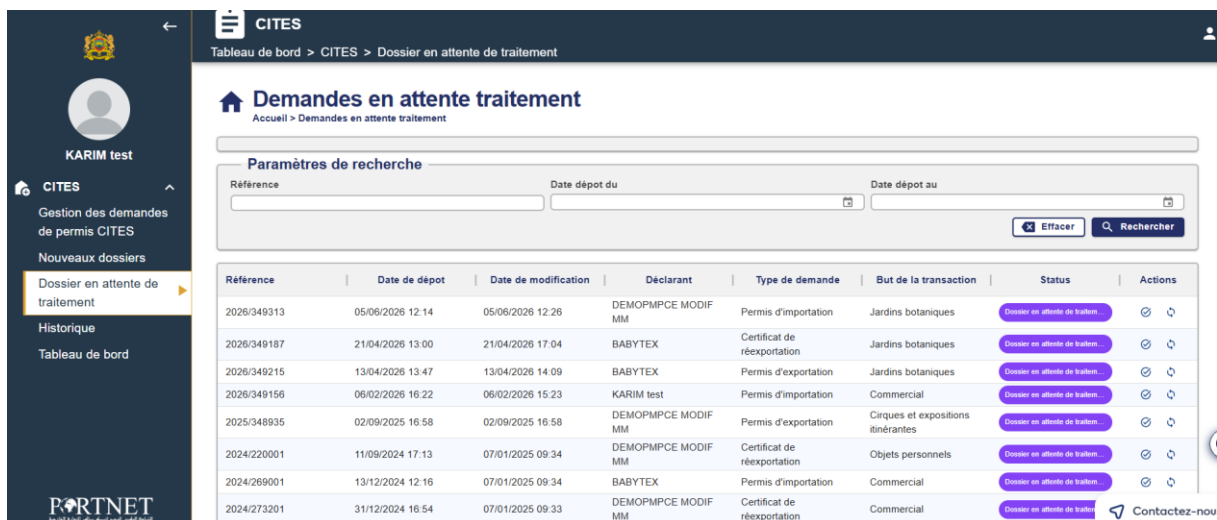 CITES
Tableau de bord > CITES > Dossier en attente de traitement
KARIM test
CITES
Gestion des demandes
de permis CITES
Nouveaux dossiers
Dossier en attente de
traitement
Historique
Tableau de bord
PORTNET
Demandes en attente traitement
Accueil > Demandes en attente traitement
Paramètres de recherche
Référence Date dépot du Date dépot au
Effacer Rechercher
Référence Date de dépot Date de modification Déclarant Type de demande But de la transaction Status Actions
2026/349313 05/06/2026 12:14 05/06/2026 12:26 DEMOPMPCE MODIF MM Permis d'importation Jardins botaniques Dossier en attente de traitem...
2026/349187 21/04/2026 13:00 21/04/2026 17:04 BABYTEX Certificat de réexportation Jardins botaniques Dossier en attente de traitem...
2026/349215 13/04/2026 13:47 13/04/2026 14:09 BABYTEX Permis d'exportation Jardins botaniques Dossier en attente de traitem...
2026/349156 06/02/2026 16:22 06/02/2026 15:23 KARIM test Permis d'importation Commercial Dossier en attente de traitem...
2025/348935 02/09/2025 16:58 02/09/2025 16:58 DEMOPMPCE MODIF MM Permis d'exportation Cirques et expositions itinérantes Dossier en attente de traitem...
2024/220001 11/09/2024 17:13 07/01/2025 09:34 DEMOPMPCE MODIF MM Certificat de réexportation Objets personnels Dossier en attente de traitem...
2024/269001 13/12/2024 12:16 07/01/2025 09:34 BABYTEX Permis d'importation Commercial Dossier en attente de traitem...
2024/273201 31/12/2024 16:54 07/01/2025 09:33 DEMOPMPCE MODIF MM Certificat de réexportation Commercial Dossier en attente de traitem
Contactez-nou